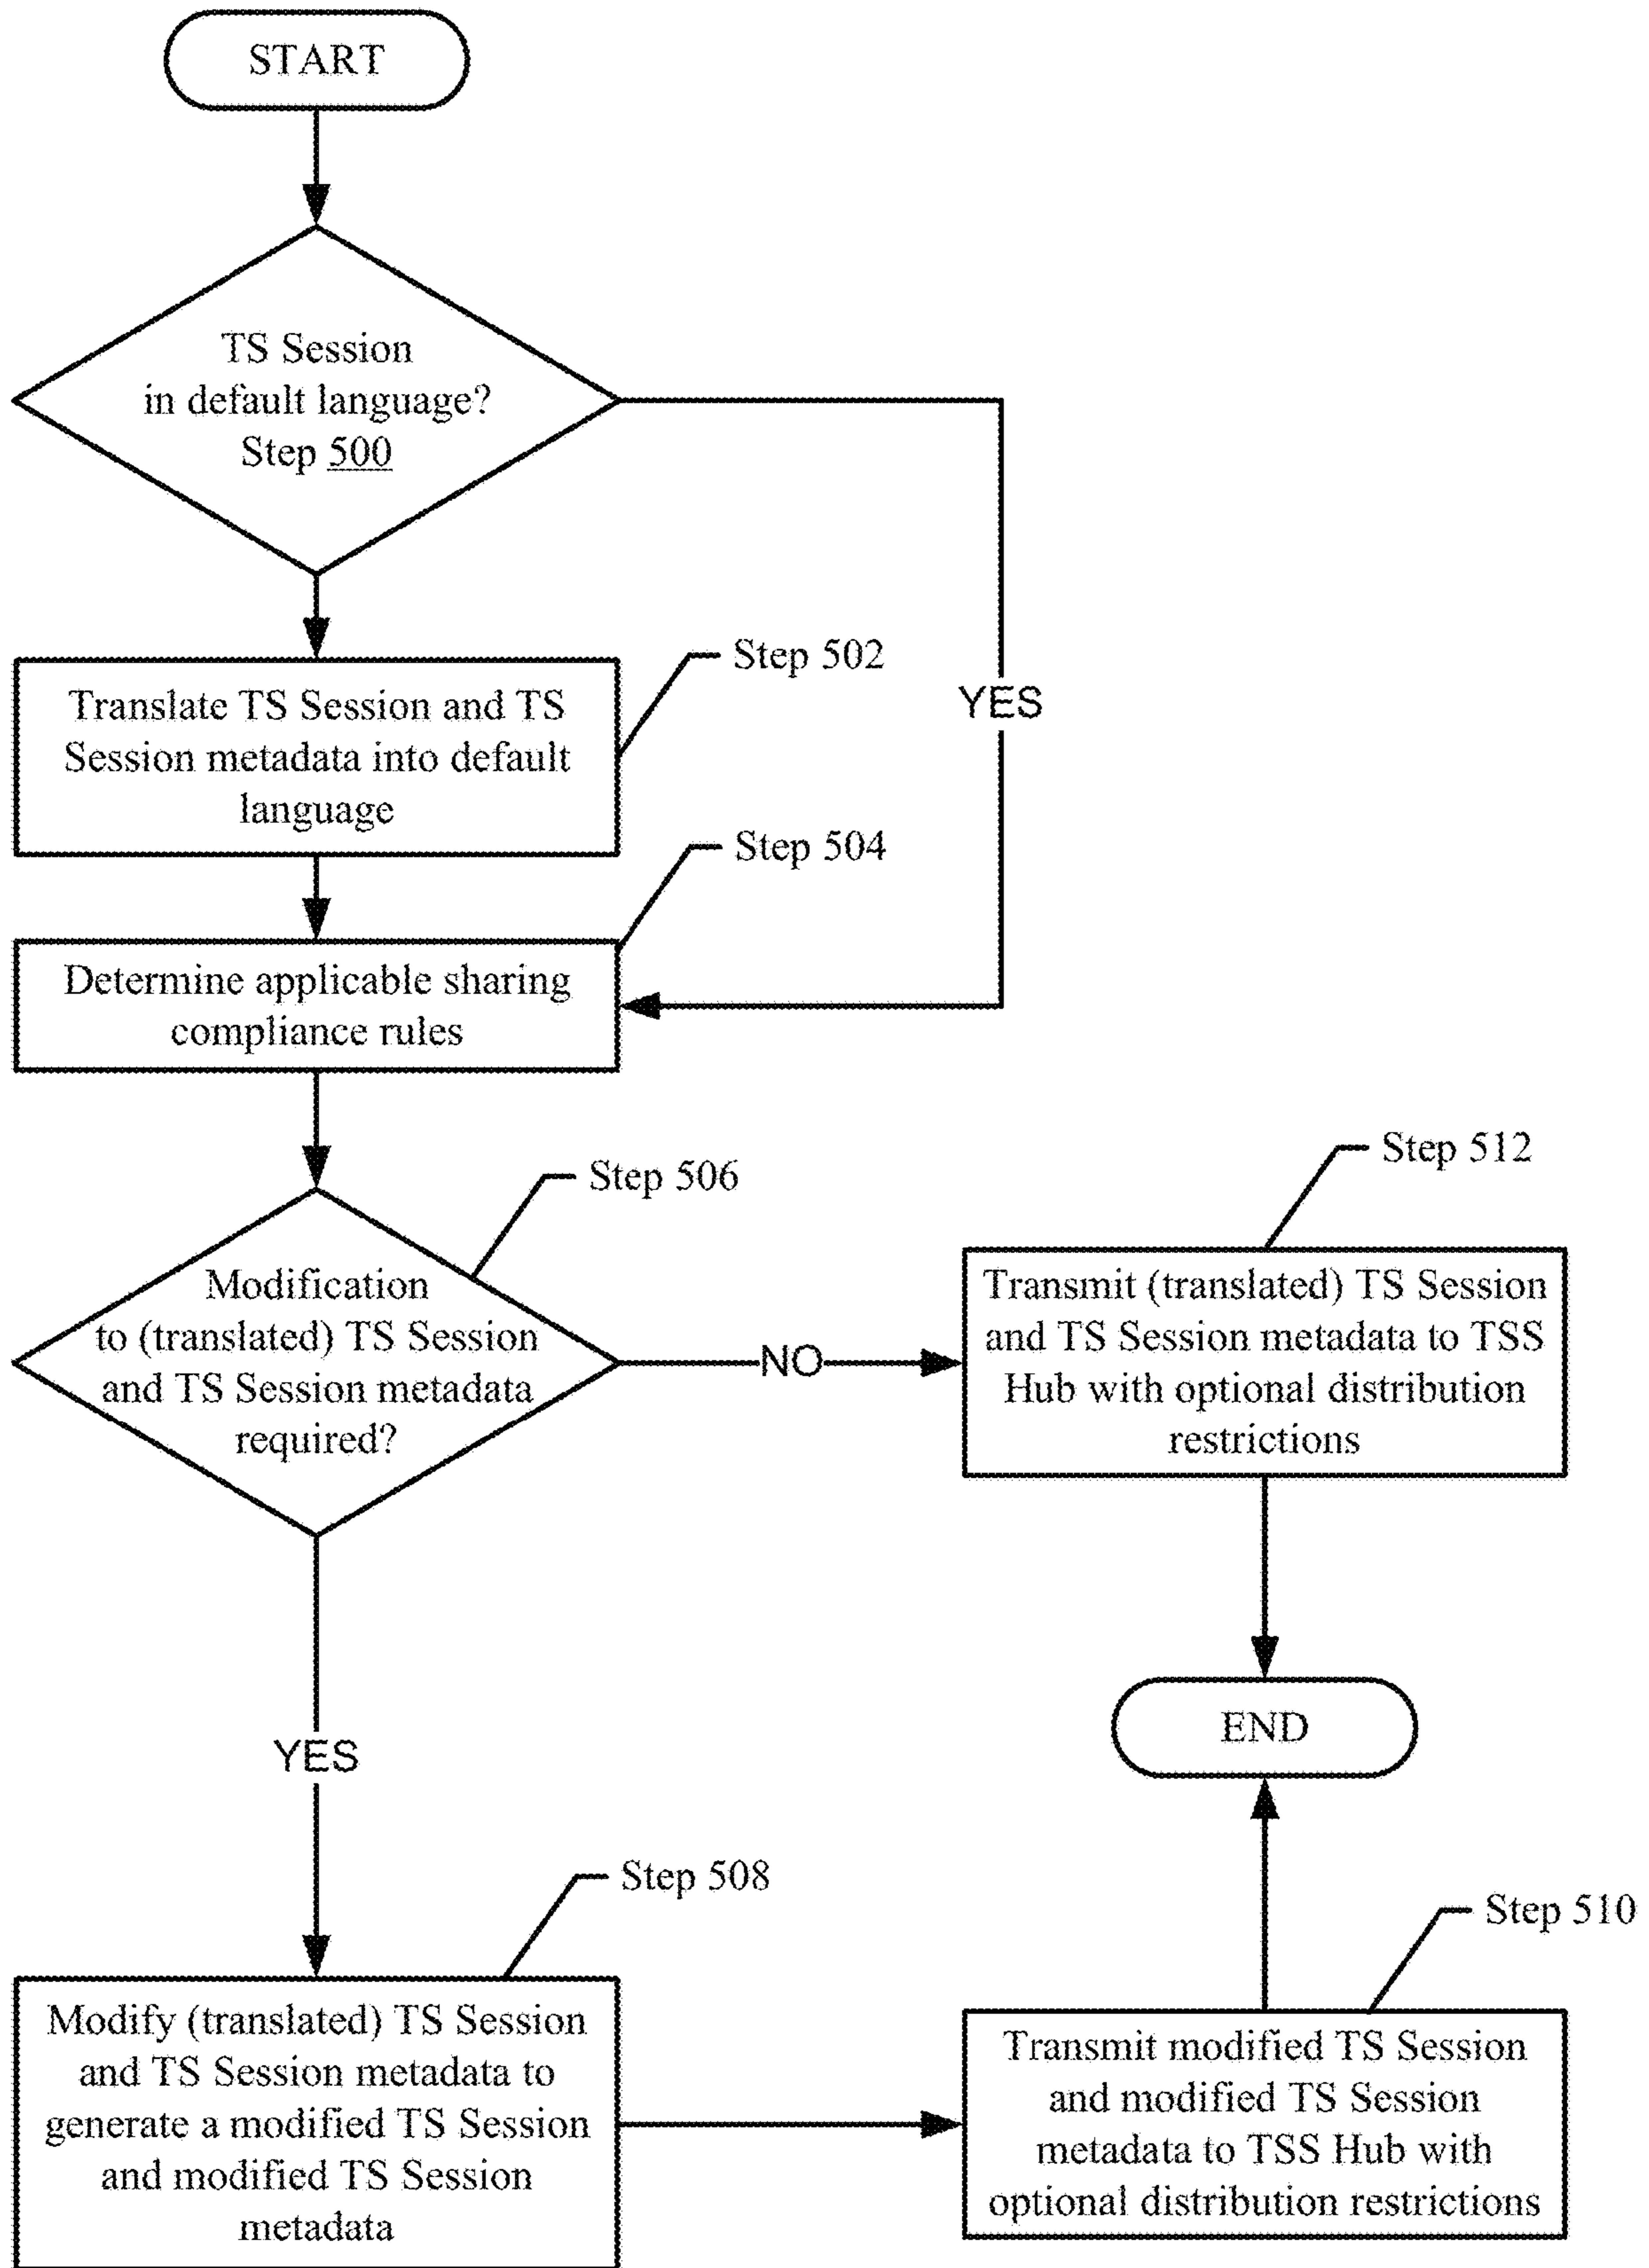 START
TS Session
in default language?
Step 500
Step 502
Translate TS Session and TS
Session metadata into default
language
YES
Step 504
Determine applicable sharing
compliance rules
Step 506
Modification
to (translated) TS Session
and TS Session metadata
required?
NO
Step 512
Transmit (translated) TS Session
and TS Session metadata to TSS
Hub with optional distribution
restrictions
END
YES
Step 508
Modify (translated) TS Session
and TS Session metadata to
generate a modified TS Session
and modified TS Session
metadata
Step 510
Transmit modified TS Session
and modified TS Session
metadata to TSS Hub with
optional distribution restrictions